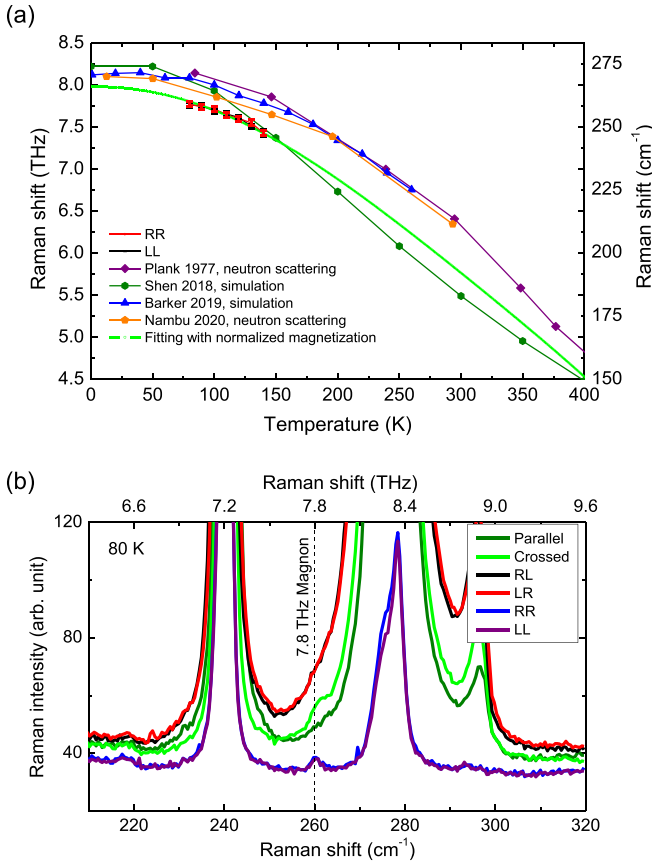 (a)
8.5
8.0
7.5
7.0
6.5
6.0
5.5
5.0
4.5
Raman shift (THz)
275
250
225
200
175
150
Raman shift (cm-1)
RR
LL
Plank 1977, neutron scattering
Shen 2018, simulation
Barker 2019, simulation
Nambu 2020, neutron scattering
Fitting with normalized magnetization
0 50 100 150 200 250 300 350 400
Temperature (K)
(b)
Raman shift (THz)
6.6 7.2 7.8 8.4 9.0 9.6
120
80
40
Raman intensity (arb. unit)
80 K
7.8 THz Magnon
Parallel
Crossed
RL
LR
RR
LL
220 240 260 280 300 320
Raman shift (cm-1)